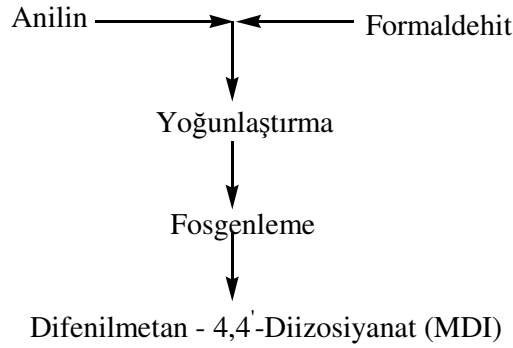 Anilin
Formaldehit
Yoğunlaştırma
Fosgenleme
Difenilmetan - 4,4'-Diizosiyanat (MDI)